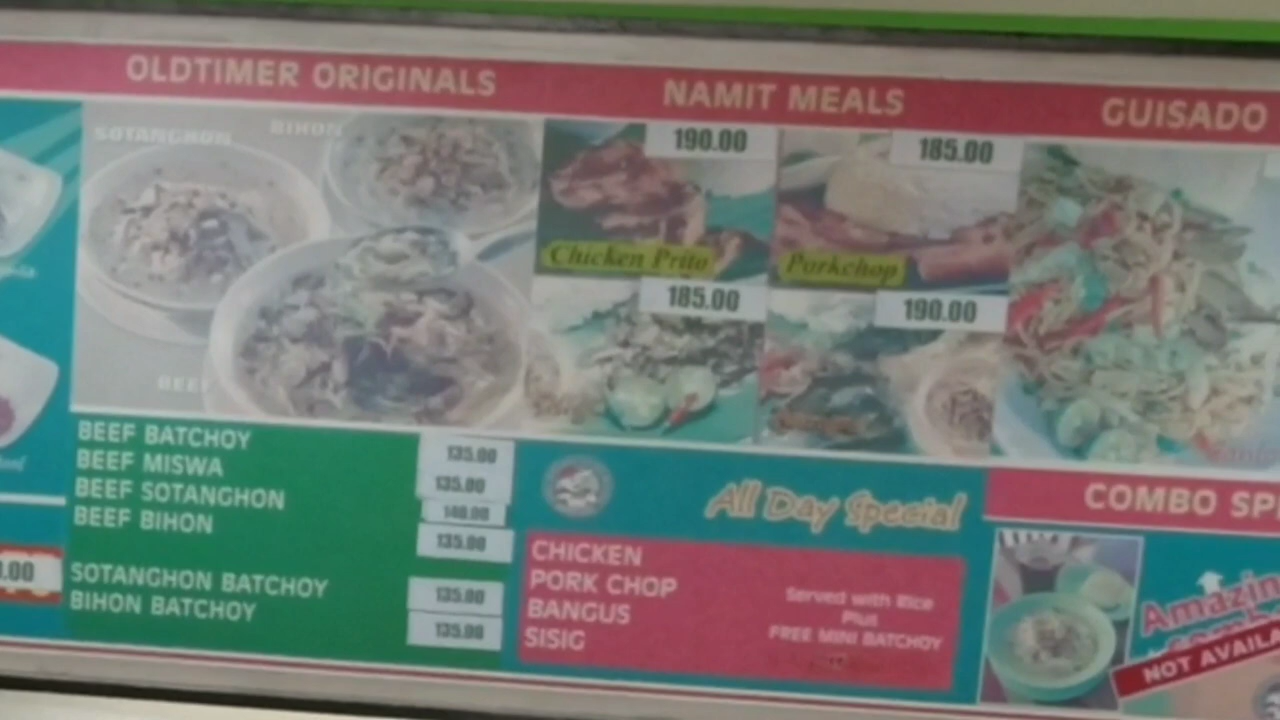 OLDTIMER ORIGINALS
NAMIT MEALS
GUISADO
SOTANGHON
BIHON
BEEF
190.00
Chicken Prito
185.00
Porkchop
185.00
190.00
BEEF BATCHOY 135.00
BEEF MISWA 135.00
BEEF SOTANGHON 140.00
BEEF BIHON 135.00
SOTANGHON BATCHOY 135.00
BIHON BATCHOY 135.00
All Day Special
CHICKEN
PORK CHOP
BANGUS
SISIG
Served with Rice
Plus
FREE MINI BATCHOY
COMBO SP
Amazin
NOT AVAILA